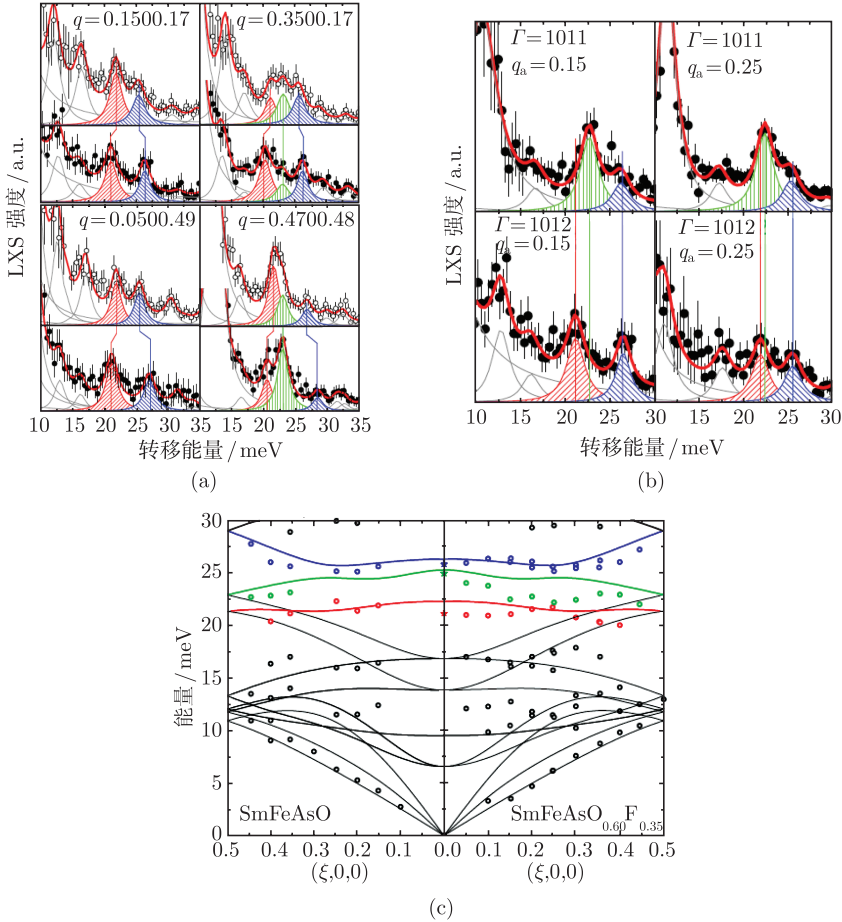 q=0.1500.17
q=0.3500.17
q=0.0500.49
q=0.4700.48
LXS 强度/a.u.
10 15 20 25 30 15 20 25 30 35
转移能量/meV
(a)
Γ=1011
qa=0.15
Γ=1011
qa=0.25
Γ=1012
qa=0.15
Γ=1012
qa=0.25
LXS 强度/a.u.
10 15 20 25 30 15 20 25 30
转移能量/meV
(b)
30
25
20
15
10
5
0
能量/meV
SmFeAsO
SmFeAsO0.60F0.35
0.5 0.4 0.3 0.2 0.1 0.0 0.1 0.2 0.3 0.4 0.5
(ξ,0,0)
(ξ,0,0)
(c)